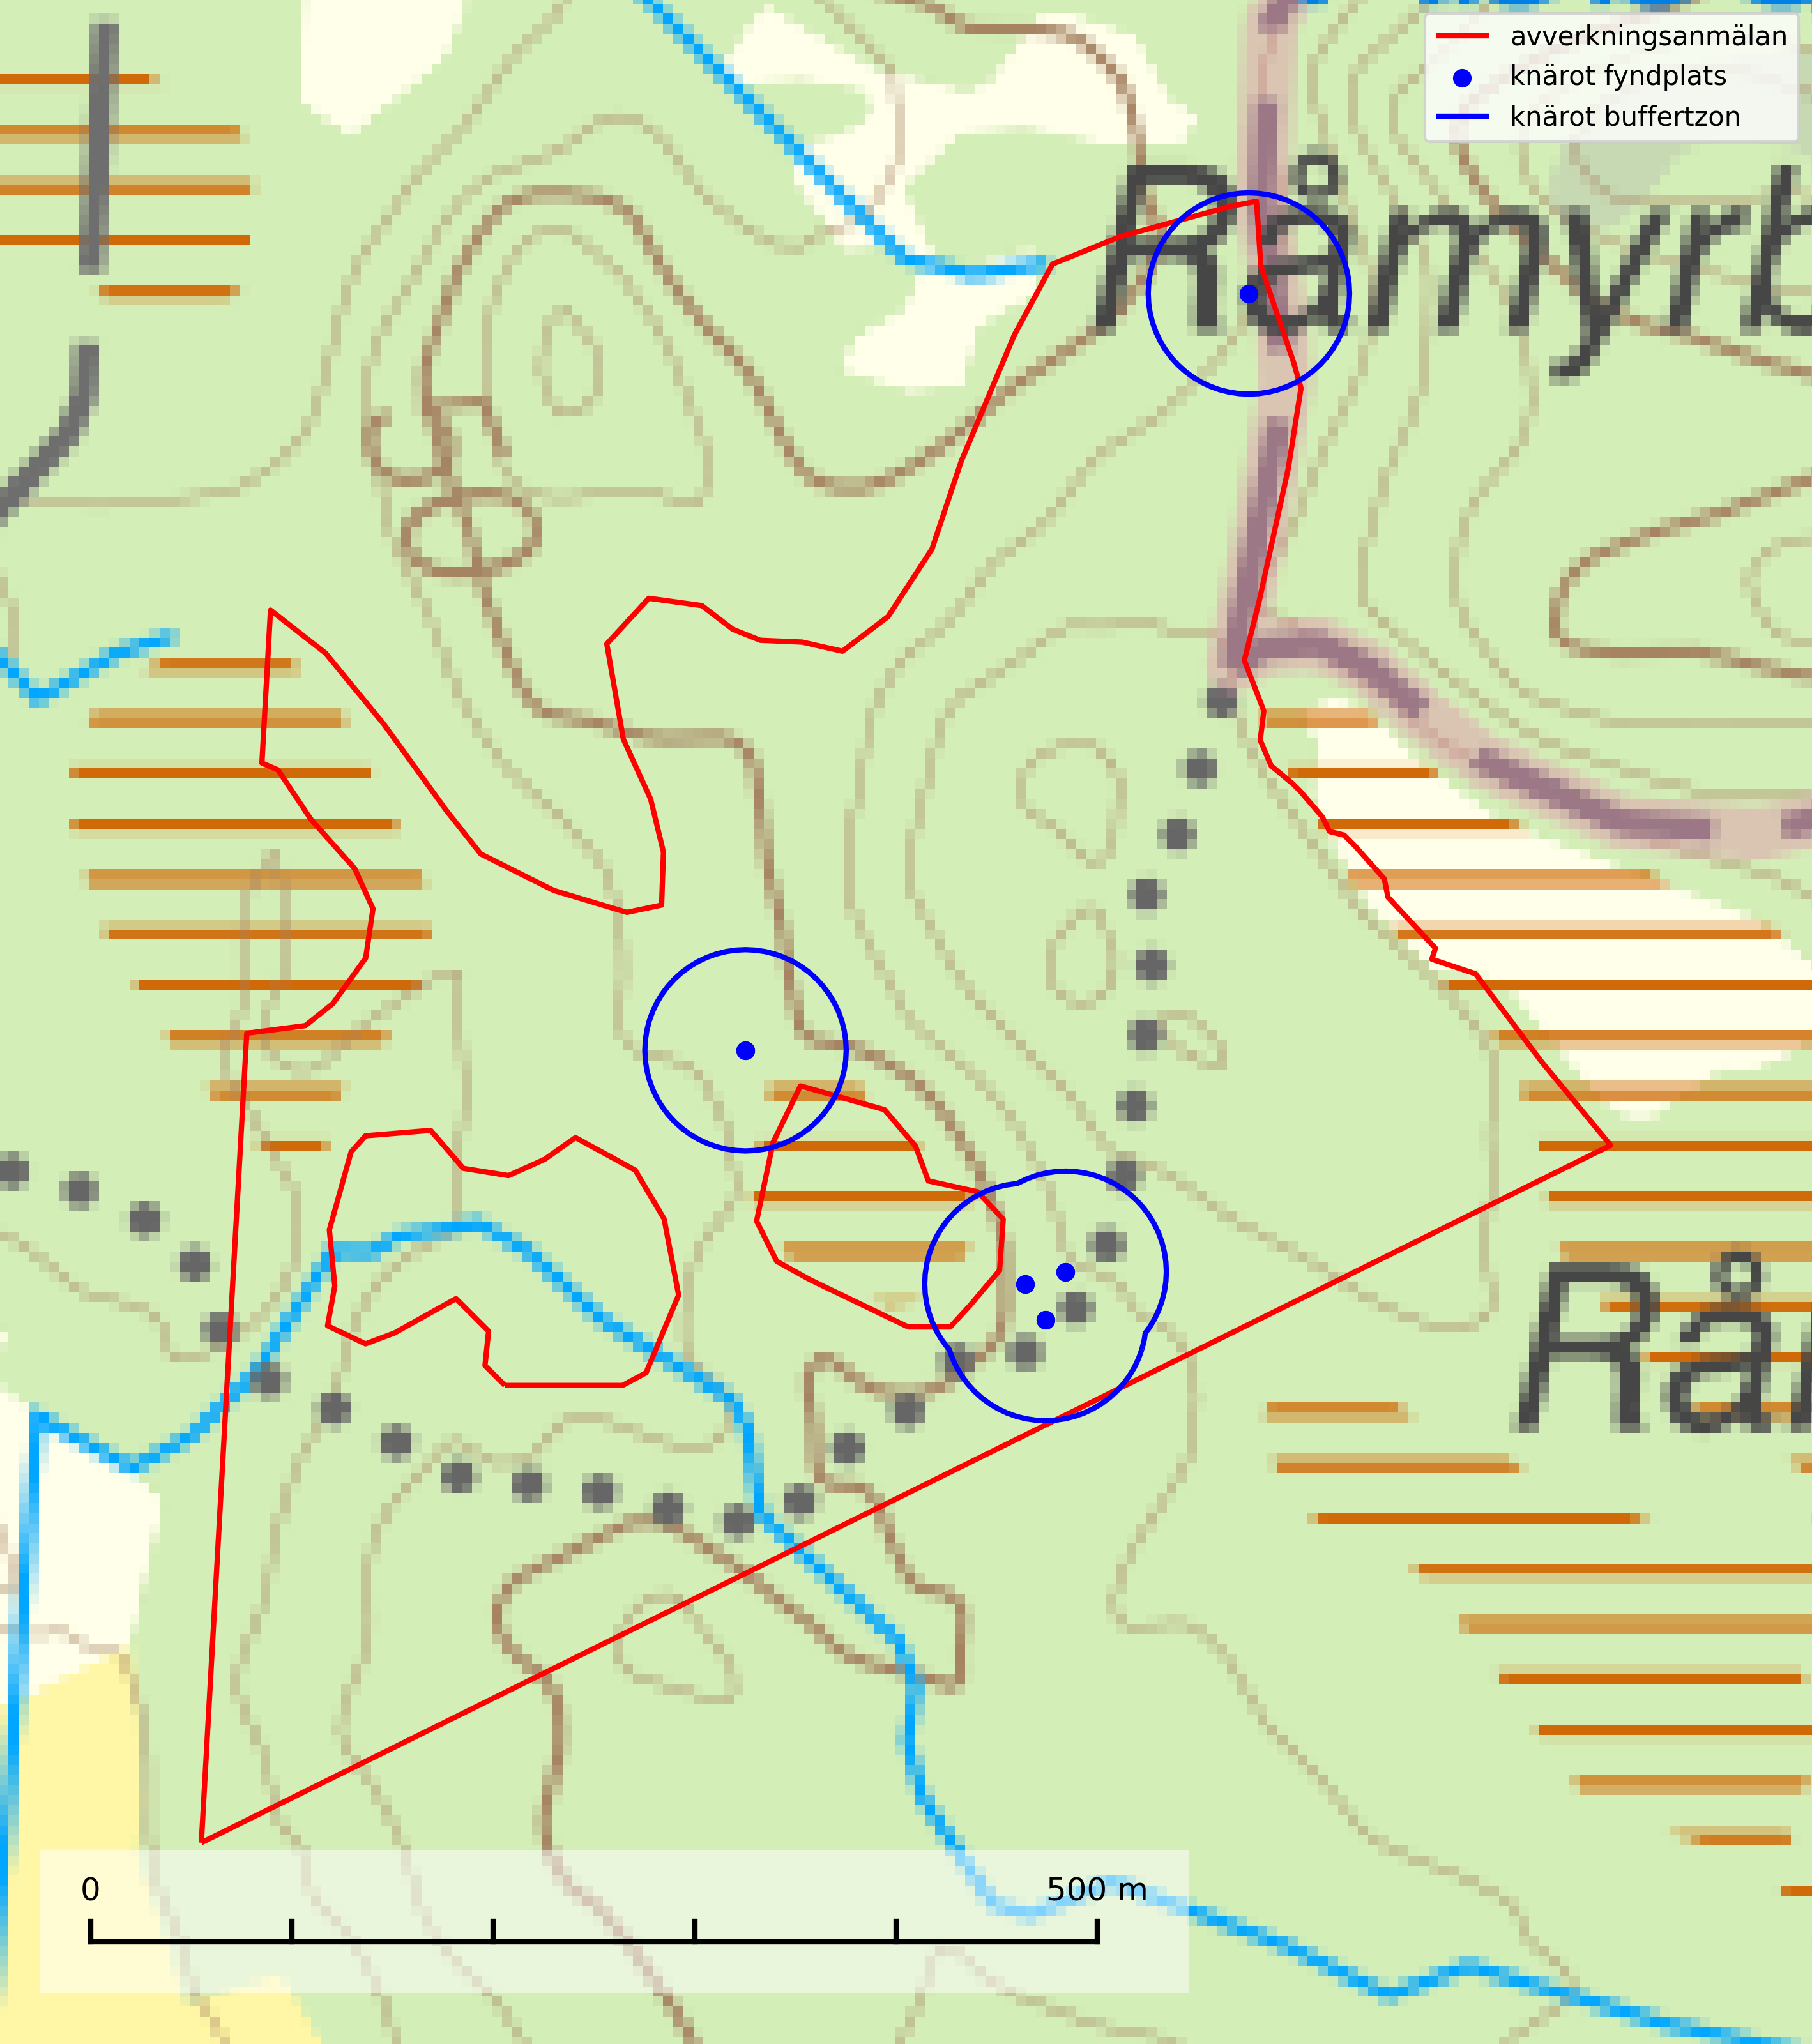 avverkningsanmälan
knärot fyndplats
knärot buffertzon
0
500 m